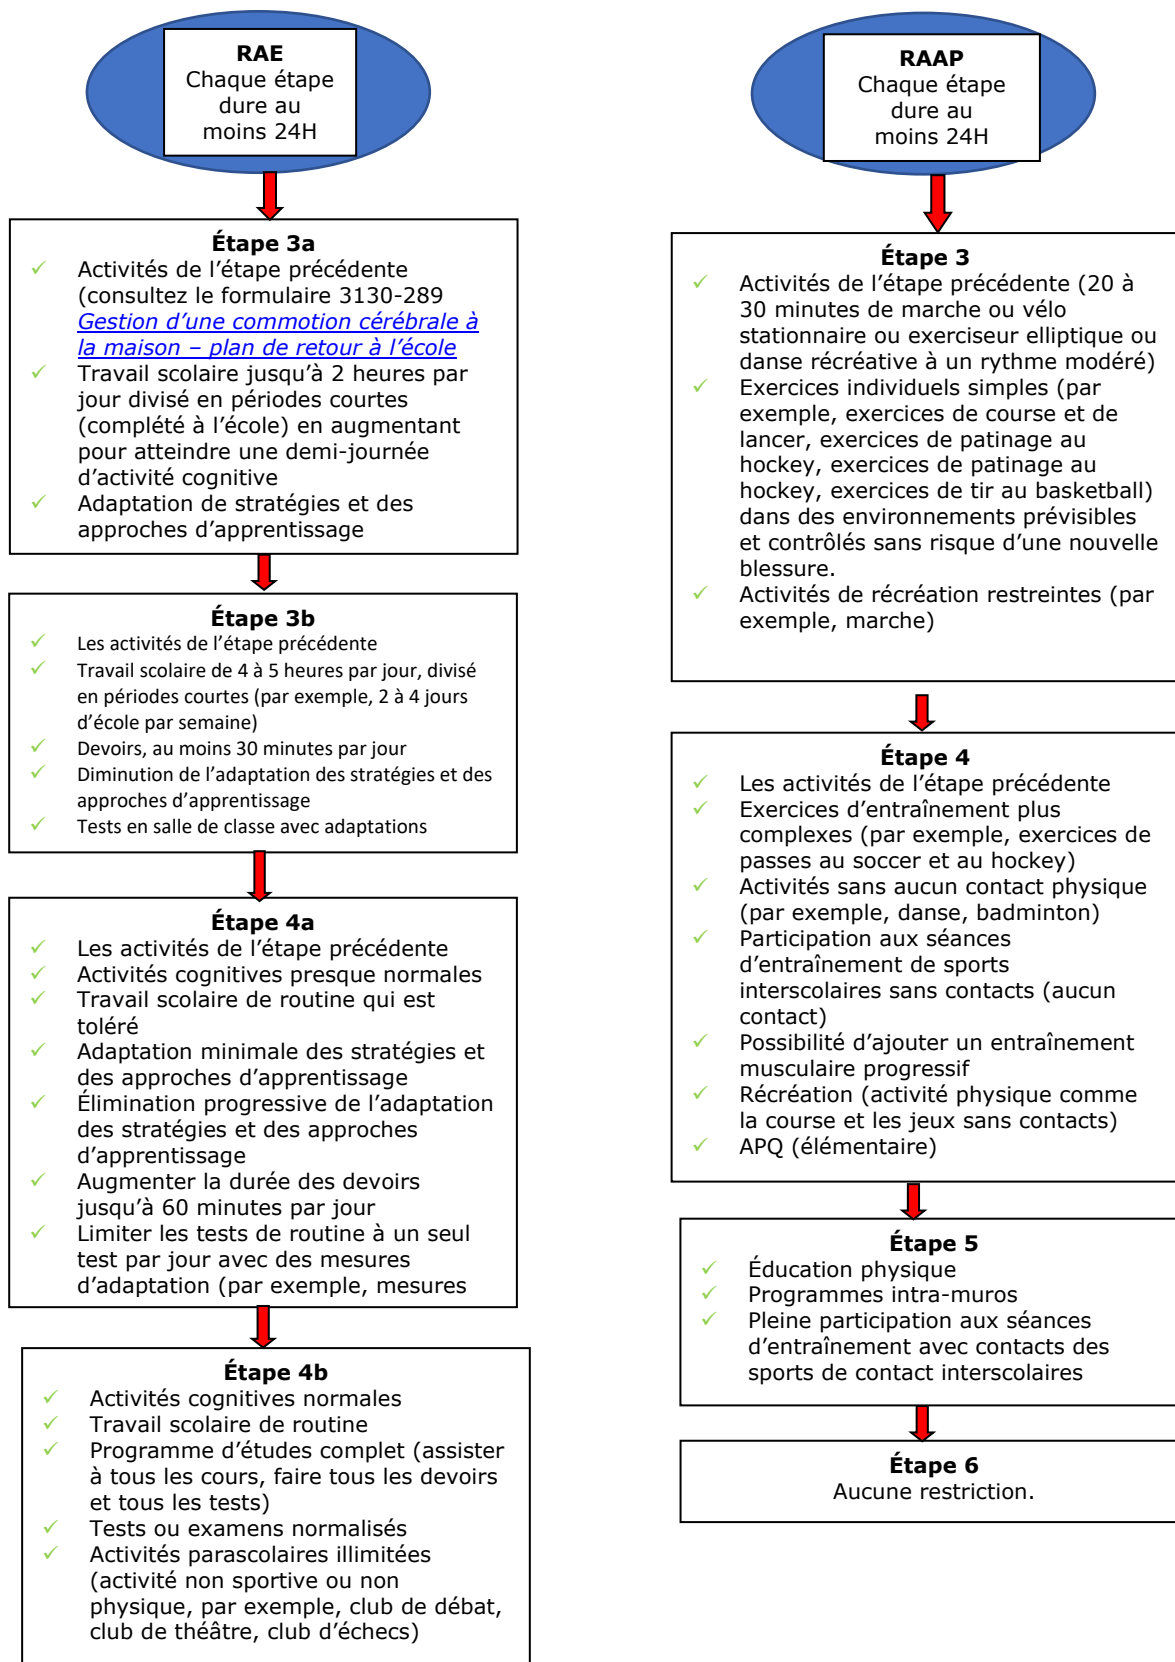 RAE
Chaque étape
dure au
moins 24H
Étape 3a
Activités de l'étape précédente
(consultez le formulaire 3130-289
Gestion d'une commotion cérébrale à
la maison – plan de retour à l'école
Travail scolaire jusqu'à 2 heures par
jour divisé en périodes courtes
(complété à l'école) en augmentant
pour atteindre une demi-journée
d'activité cognitive
Adaptation de stratégies et des
approches d'apprentissage
Étape 3b
Les activités de l'étape précédente
Travail scolaire de 4 à 5 heures par jour, divisé
en périodes courtes (par exemple, 2 à 4 jours
d'école par semaine)
Devoirs, au moins 30 minutes par jour
Diminution de l'adaptation des stratégies et des
approches d'apprentissage
Tests en salle de classe avec adaptations
Étape 4a
Les activités de l'étape précédente
Activités cognitives presque normales
Travail scolaire de routine qui est
toléré
Adaptation minimale des stratégies et
des approches d'apprentissage
Élimination progressive de l'adaptation
des stratégies et des approches
d'apprentissage
Augmenter la durée des devoirs
jusqu'à 60 minutes par jour
Limiter les tests de routine à un seul
test par jour avec des mesures
d'adaptation (par exemple, mesures
Étape 4b
Activités cognitives normales
Travail scolaire de routine
Programme d'études complet (assister
à tous les cours, faire tous les devoirs
et tous les tests)
Tests ou examens normalisés
Activités parascolaires illimitées
(activité non sportive ou non
physique, par exemple, club de débat,
club de théâtre, club d'échecs)
RAAP
Chaque étape
dure au
moins 24H
Étape 3
Activités de l'étape précédente (20 à
30 minutes de marche ou vélo
stationnaire ou exerciseur elliptique ou
danse récréative à un rythme modéré)
Exercices individuels simples (par
exemple, exercices de course et de
lancer, exercices de patinage au
hockey, exercices de patinage au
hockey, exercices de tir au basketball)
dans des environnements prévisibles
et contrôlés sans risque d'une nouvelle
blessure.
Activités de récréation restreintes (par
exemple, marche)
Étape 4
Les activités de l'étape précédente
Exercices d'entraînement plus
complexes (par exemple, exercices de
passes au soccer et au hockey)
Activités sans aucun contact physique
(par exemple, danse, badminton)
Participation aux séances
d'entraînement de sports
interscolaires sans contacts (aucun
contact)
Possibilité d'ajouter un entraînement
musculaire progressif
Récréation (activité physique comme
la course et les jeux sans contacts)
APQ (élémentaire)
Étape 5
Éducation physique
Programmes intra-muros
Pleine participation aux séances
d'entraînement avec contacts des
sports de contact interscolaires
Étape 6
Aucune restriction.